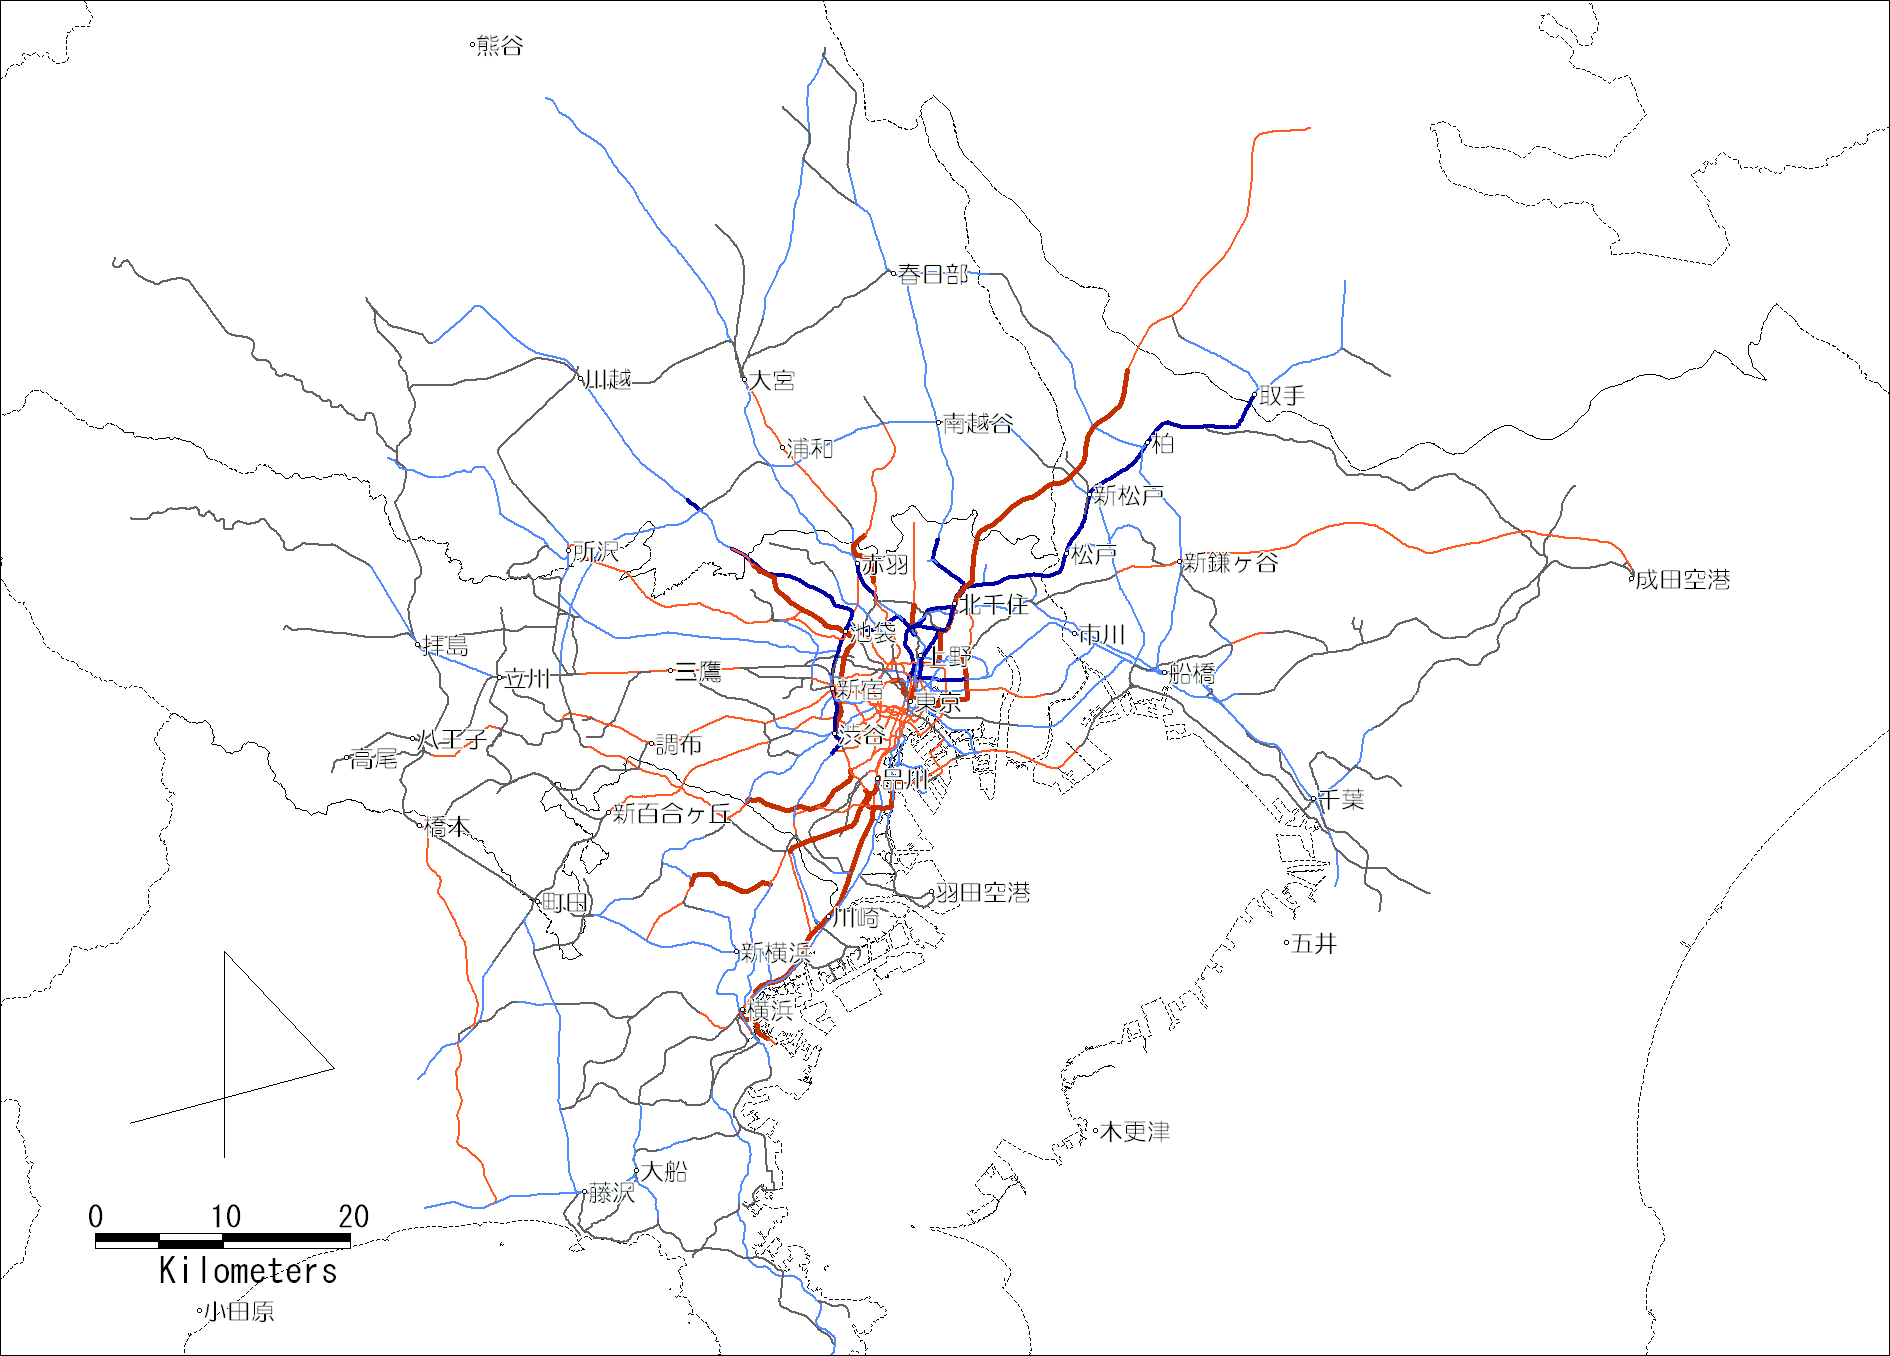 熊谷
春日部
川越
大宮
取手
南越谷
柏
浦和
新松戸
所沢
松戸
赤羽
新鎌ヶ谷
成田空港
北千住
池袋
市川
拝島
上野
三鷹
船橋
立川
新宿
東京
八王子
調布
渋谷
高尾
品川
千葉
新百合ヶ丘
橋本
羽田空港
町田
川崎
五井
新横浜
横浜
木更津
大船
藤沢
0 10 20
Kilometers
小田原